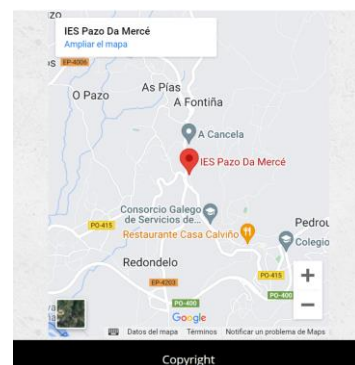 IES Pazo Da Mercé
Ampliar el mapa
EP-4006
As Pías
O Pazo
A Fontiña
A Cancela
IES Pazo Da Mercé
Consorcio Galego
de Servicios de...
PO-415
Restaurante Casa Calviño
Pedrou
Colegio
Redondelo
PO-415
EP-4203
PO-400
PO-400
Google
Datos del mapa
Términos
Notificar un problema de Maps
Copyright